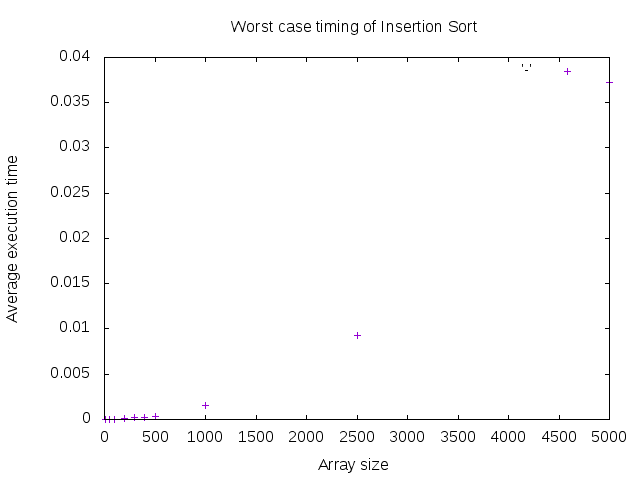 Worst case timing of Insertion Sort
0.04
'-'
0.035
0.03
0.025
0.02
0.015
0.01
0.005
0
0 500 1000 1500 2000 2500 3000 3500 4000 4500 5000
Average execution time
Array size